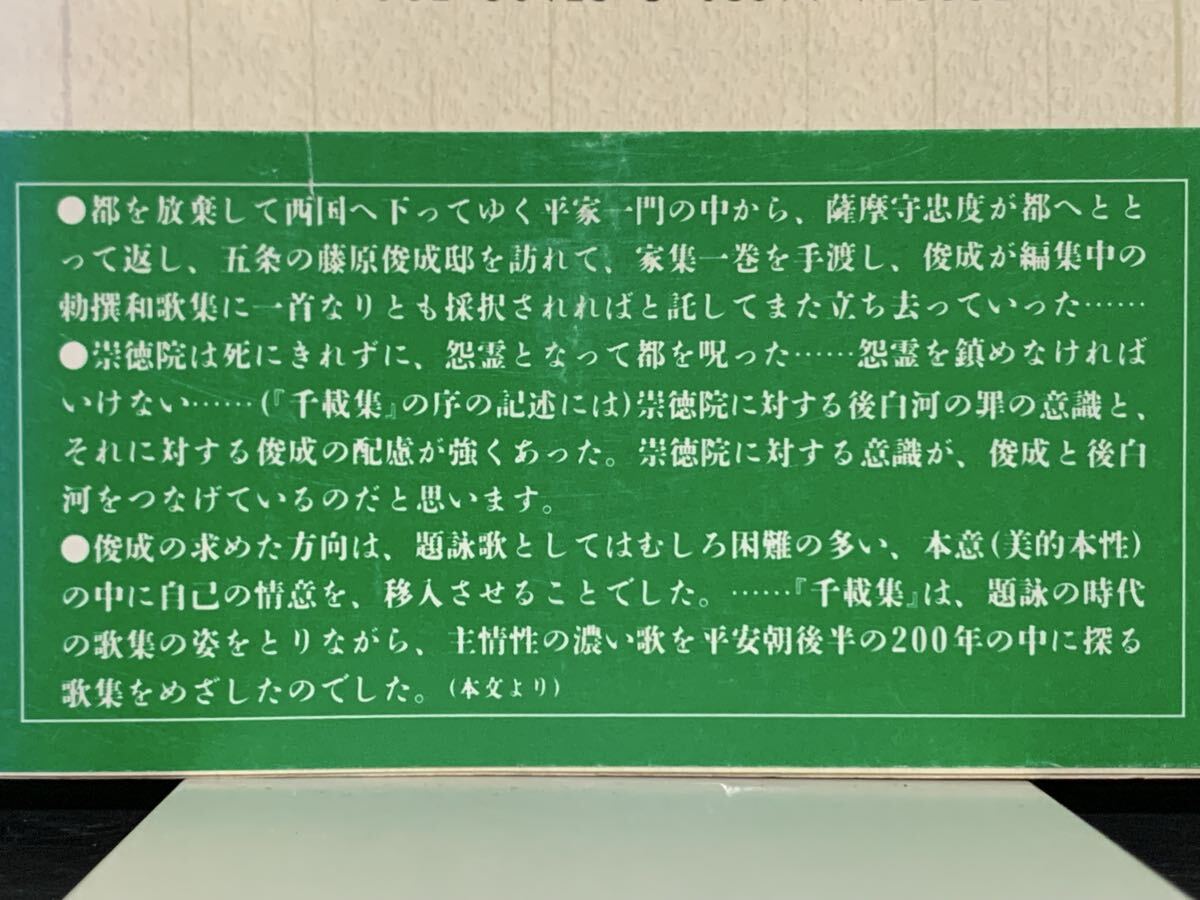 ●都を放棄して西国へ下ってゆく平家一門の中から、薩摩守忠度が都へとと
って返し、五条の藤原俊成邸を訪れて、家集一巻を手渡し、俊成が編集中の
勅撰和歌集に一首なりとも採択されればと託してまた立ち去っていった……
●崇徳院は死にきれずに、怨霊となって都を呪った……怨霊を鎮めなければ
いけない……(『千載集』の序の記述には)崇徳院に対する後白河の罪の意識と、
それに対する俊成の配慮が強くあった。崇徳院に対する意識が、俊成と後白
河をつなげているのだと思います。
●俊成の求めた方向は、題詠歌としてはむしろ困難の多い、本意(美的本性)
の中に自己の情意を、移入させることでした。……『千載集』は、題詠の時代
の歌集の姿をとりながら、主情性の濃い歌を平安朝後半の200年の中に探る
歌集をめざしたのでした。(本文より)